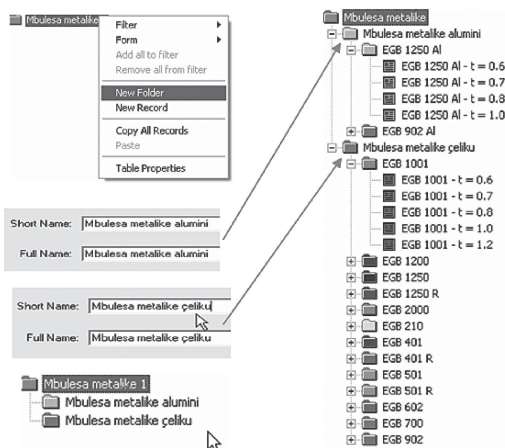 Mbulesa metalike
Filter
Form
Add all to filter
Remove all from filter
New Folder
New Record
Copy All Records
Paste
Table Properties
Short Name: Mbulesa metalike alumini
Full Name: Mbulesa metalike alumini
Short Name: Mbulesa metalike çeliku
Full Name: Mbulesa metalike çeliku
Mbulesa metalike 1
Mbulesa metalike alumini
Mbulesa metalike çeliku
Mbulesa metalike
Mbulesa metalike alumini
EGB 1250 Al
EGB 1250 Al - t = 0.6
EGB 1250 Al - t = 0.7
EGB 1250 Al - t = 0.8
EGB 1250 Al - t = 1.0
EGB 902 Al
Mbulesa metalike çeliku
EGB 1001
EGB 1001 - t = 0.6
EGB 1001 - t = 0.7
EGB 1001 - t = 0.8
EGB 1001 - t = 1.0
EGB 1001 - t = 1.2
EGB 1200
EGB 1250
EGB 1250 R
EGB 2000
EGB 210
EGB 401
EGB 401 R
EGB 501
EGB 501 R
EGB 602
EGB 700
EGB 902